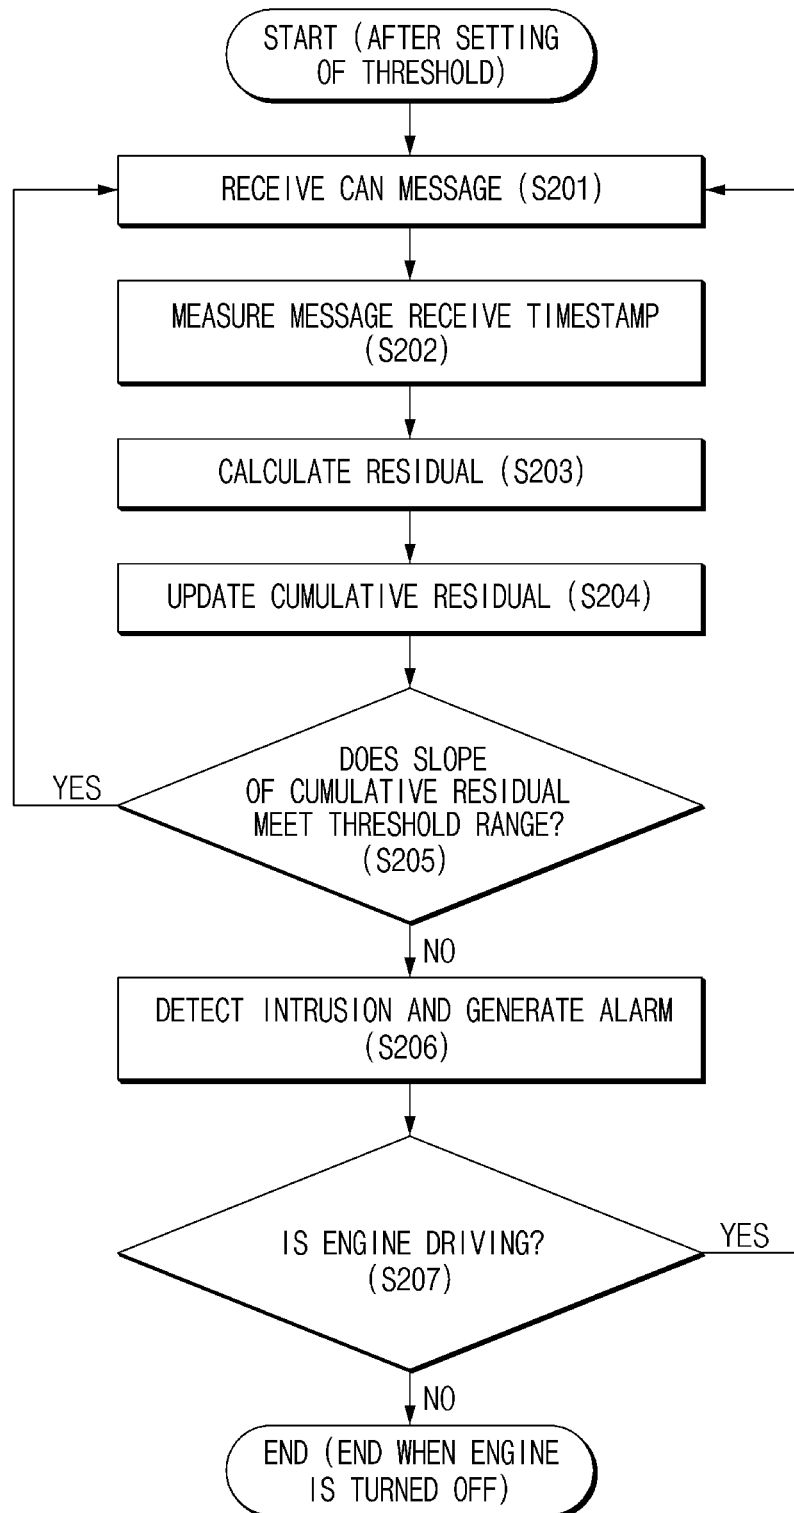 START (AFTER SETTING
OF THRESHOLD)
RECEIVE CAN MESSAGE (S201)
MEASURE MESSAGE RECEIVE TIMESTAMP
(S202)
CALCULATE RESIDUAL (S203)
UPDATE CUMULATIVE RESIDUAL (S204)
DOES SLOPE
OF CUMULATIVE RESIDUAL
MEET THRESHOLD RANGE?
(S205)
YES
NO
DETECT INTRUSION AND GENERATE ALARM
(S206)
IS ENGINE DRIVING?
(S207)
YES
NO
END (END WHEN ENGINE
IS TURNED OFF)